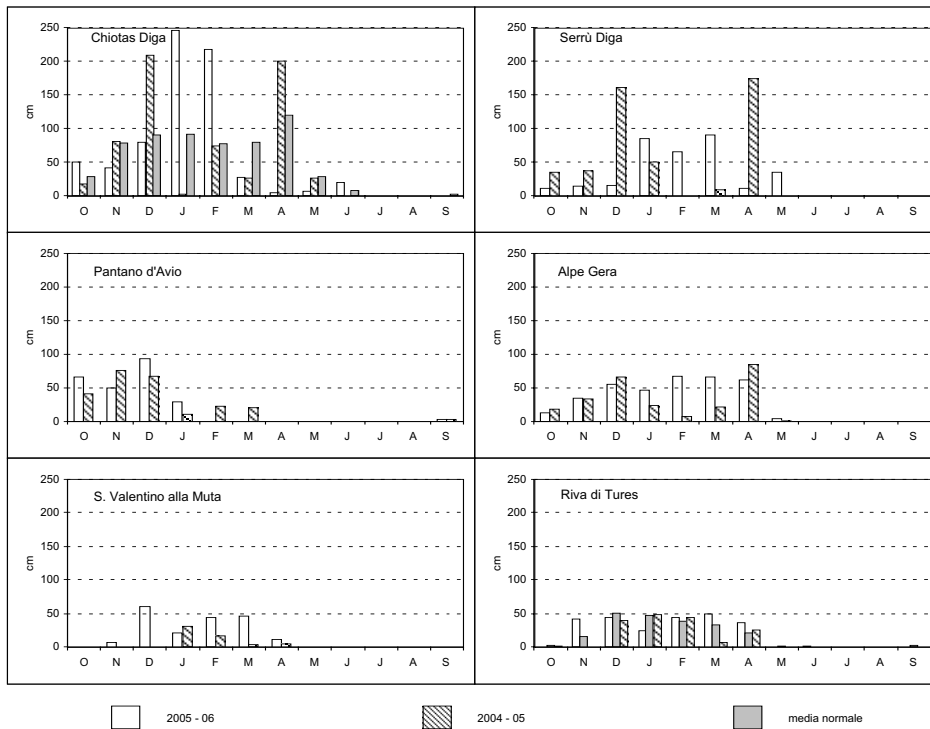 Chiotas Diga
250
200
150
100
50
0
cm
O N D J F M A M J J A S
Serrù Diga
250
200
150
100
50
0
cm
O N D J F M A M J J A S
Pantano d'Avio
250
200
150
100
50
0
cm
O N D J F M A M J J A S
Alpe Gera
250
200
150
100
50
0
cm
O N D J F M A M J J A S
S. Valentino alla Muta
250
200
150
100
50
0
cm
O N D J F M A M J J A S
Riva di Tures
250
200
150
100
50
0
cm
O N D J F M A M J J A S
2005 - 06
2004 - 05
media normale